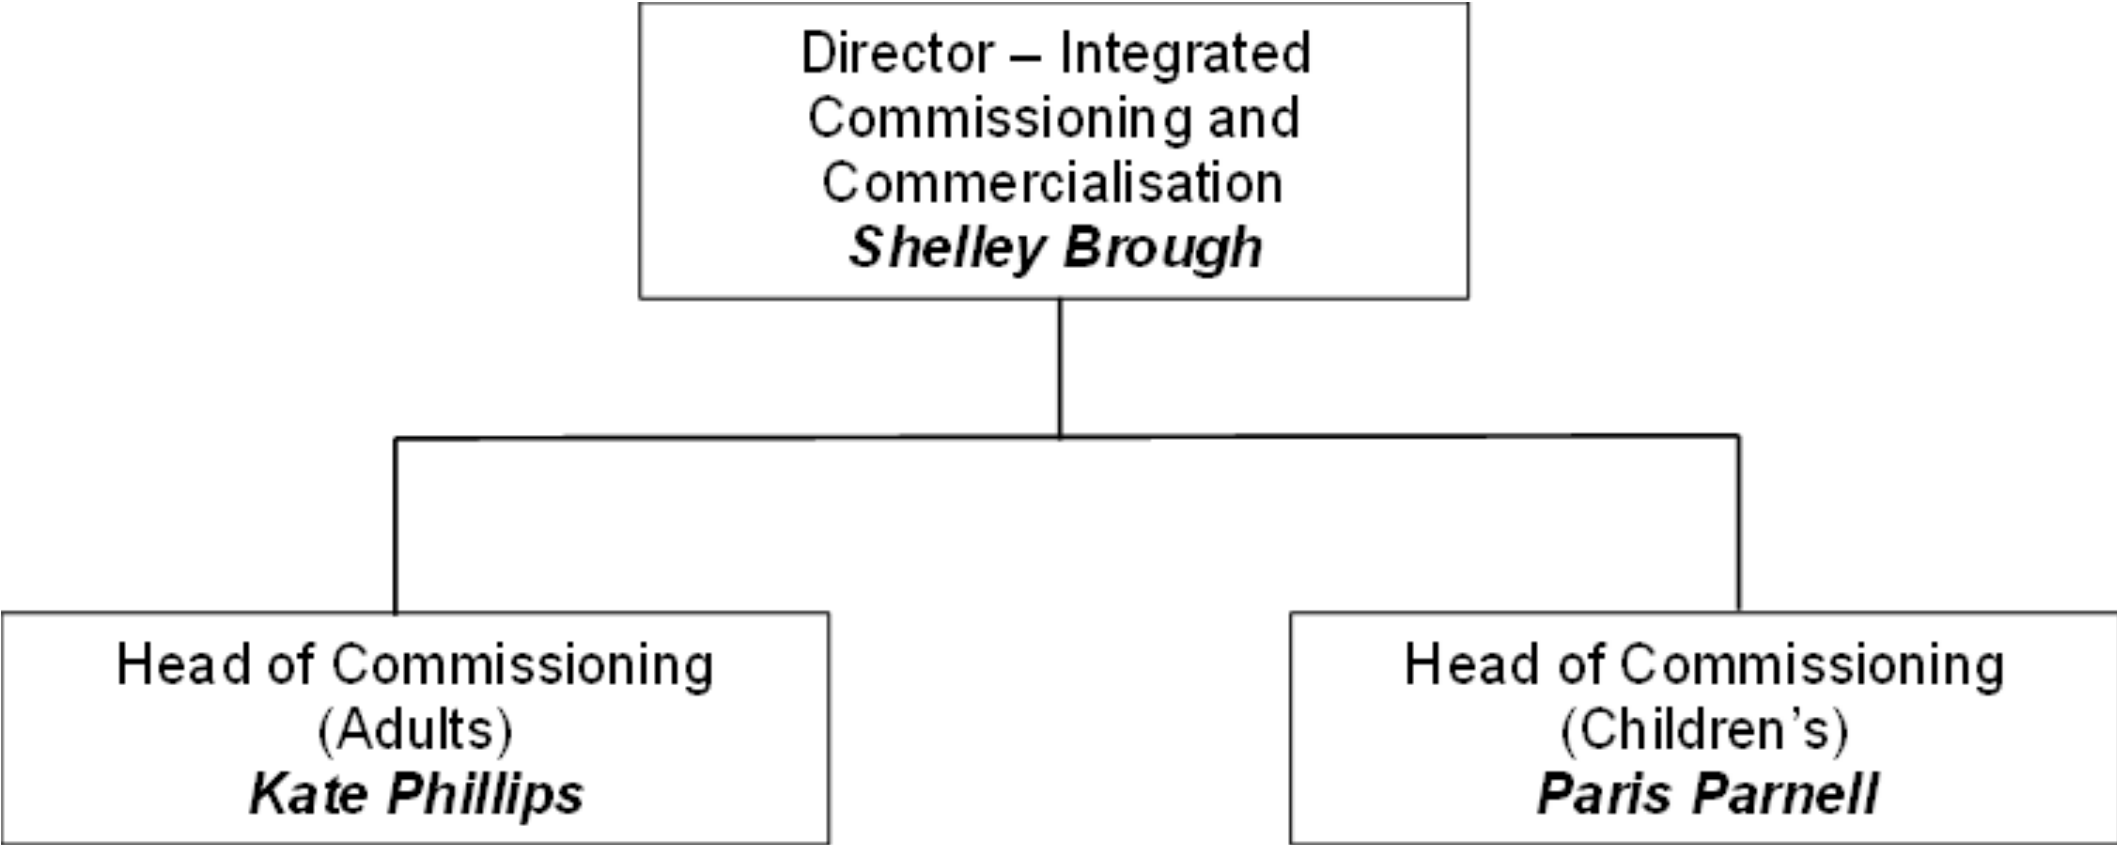 Director – Integrated
Commissioning and
Commercialisation
Shelley Brough
Head of Commissioning
(Adults)
Kate Phillips
Head of Commissioning
(Children’s)
Paris Parnell